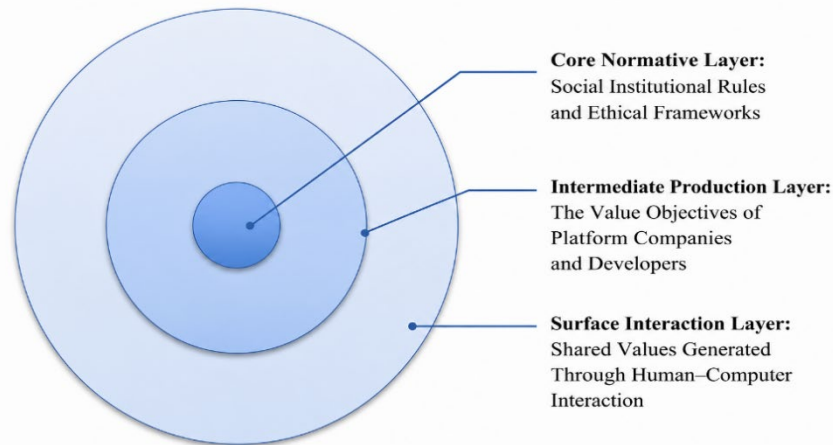 Core Normative Layer:
Social Institutional Rules
and Ethical Frameworks
Intermediate Production Layer:
The Value Objectives of
Platform Companies
and Developers
Surface Interaction Layer:
Shared Values Generated
Through Human–Computer
Interaction